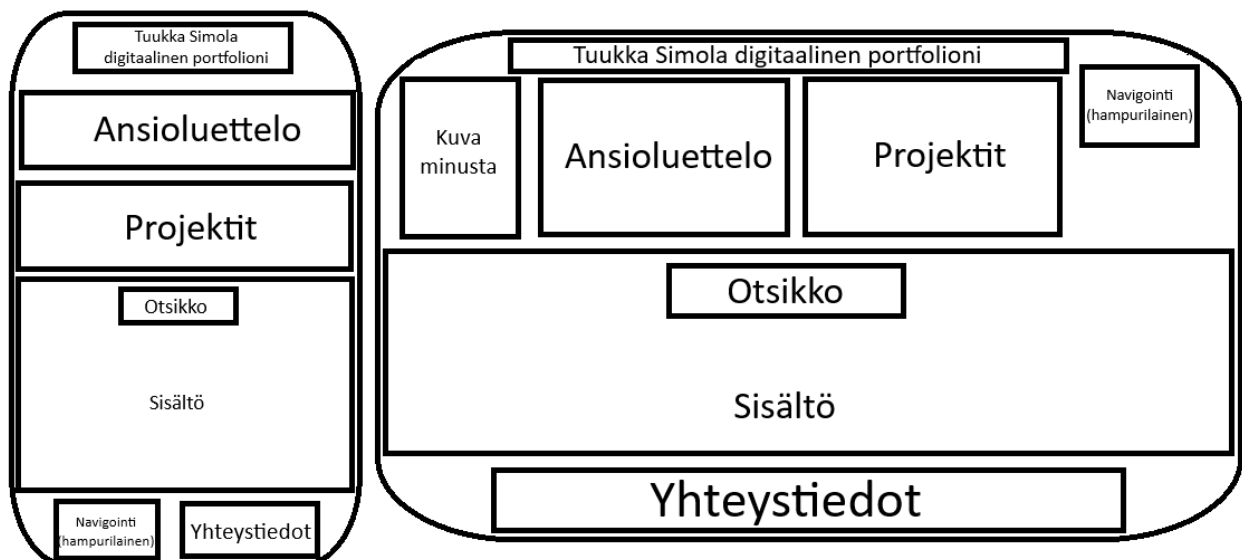 Tuukka Simola
digitaalinen portfolioni
Ansioluettelo
Projektit
Otsikko
Sisältö
Navigointi
(hampurilainen)
Yhteystiedot
Tuukka Simola digitaalinen portfolioni
Kuva
minusta
Ansioluettelo
Projektit
Navigointi
(hampurilainen)
Otsikko
Sisältö
Yhteystiedot